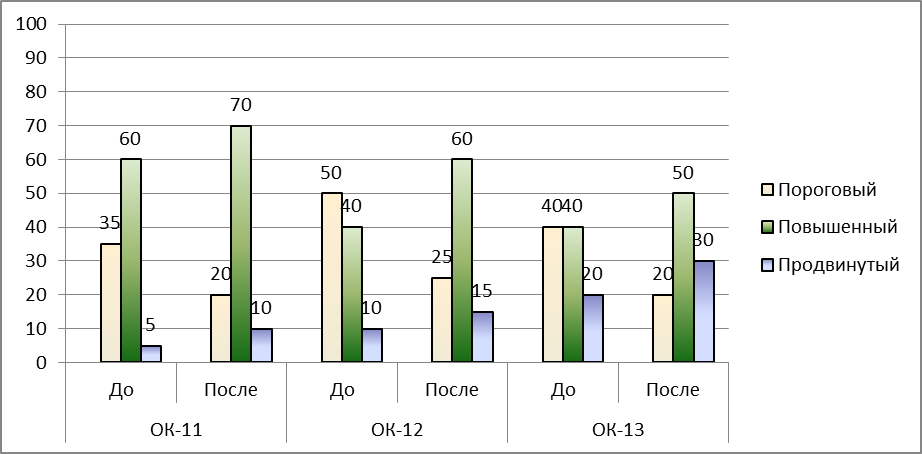 100
90
80
70
60
50
40
30
20
10
0
35 60 5
20 70 10
50 40 10
25 60 15
40 40 20
20 50 30
До После До После До После
ОК-11 ОК-12 ОК-13
Пороговый
Повышенный
Продвинутый